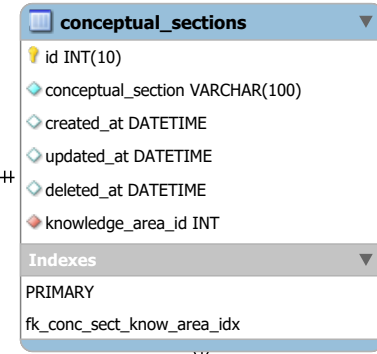 conceptual_sections
id INT(10)
conceptual_section VARCHAR(100)
created_at DATETIME
updated_at DATETIME
deleted_at DATETIME
knowledge_area_id INT
Indexes
PRIMARY
fk_conc_sect_know_area_idx